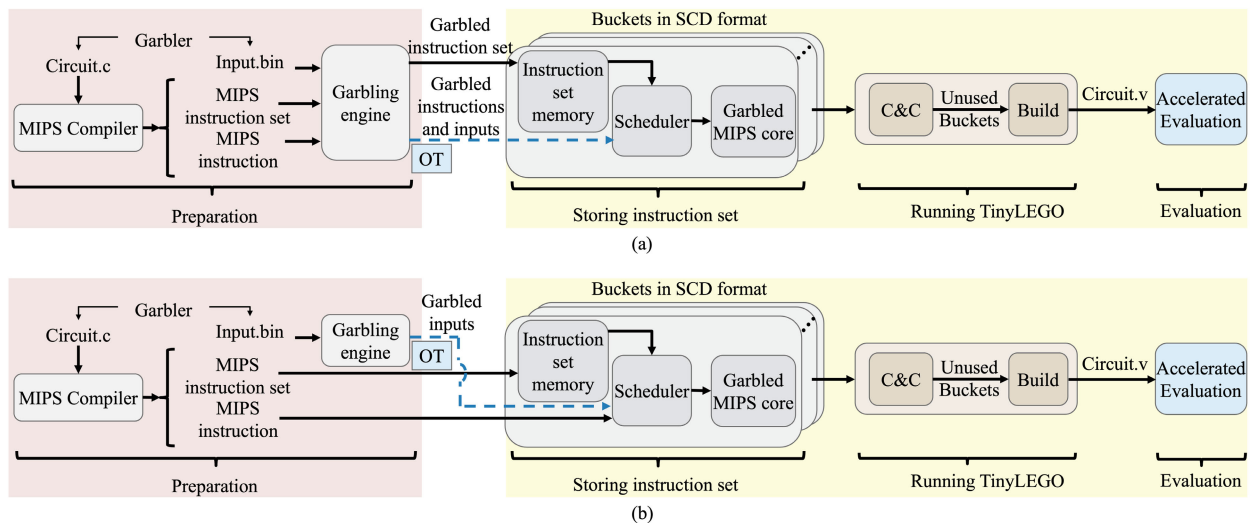 Garbler
Circuit.c
MIPS Compiler
Input.bin
MIPS
instruction set
MIPS
instruction
Garbling
engine
Garbled
instruction set
Garbled
instructions
and inputs
OT
Buckets in SCD format
Instruction
set
memory
Scheduler
Garbled
MIPS core
C&C
Unused
Buckets
Build
Circuit.v
Accelerated
Evaluation
Preparation
Storing instruction set
Running TinyLEGO
Evaluation
(a)
Garbler
Circuit.c
MIPS Compiler
Input.bin
MIPS
instruction set
MIPS
instruction
Garbling
engine
Garbled
inputs
OT
Buckets in SCD format
Instruction
set
memory
Scheduler
Garbled
MIPS core
C&C
Unused
Buckets
Build
Circuit.v
Accelerated
Evaluation
Preparation
Storing instruction set
Running TinyLEGO
Evaluation
(b)